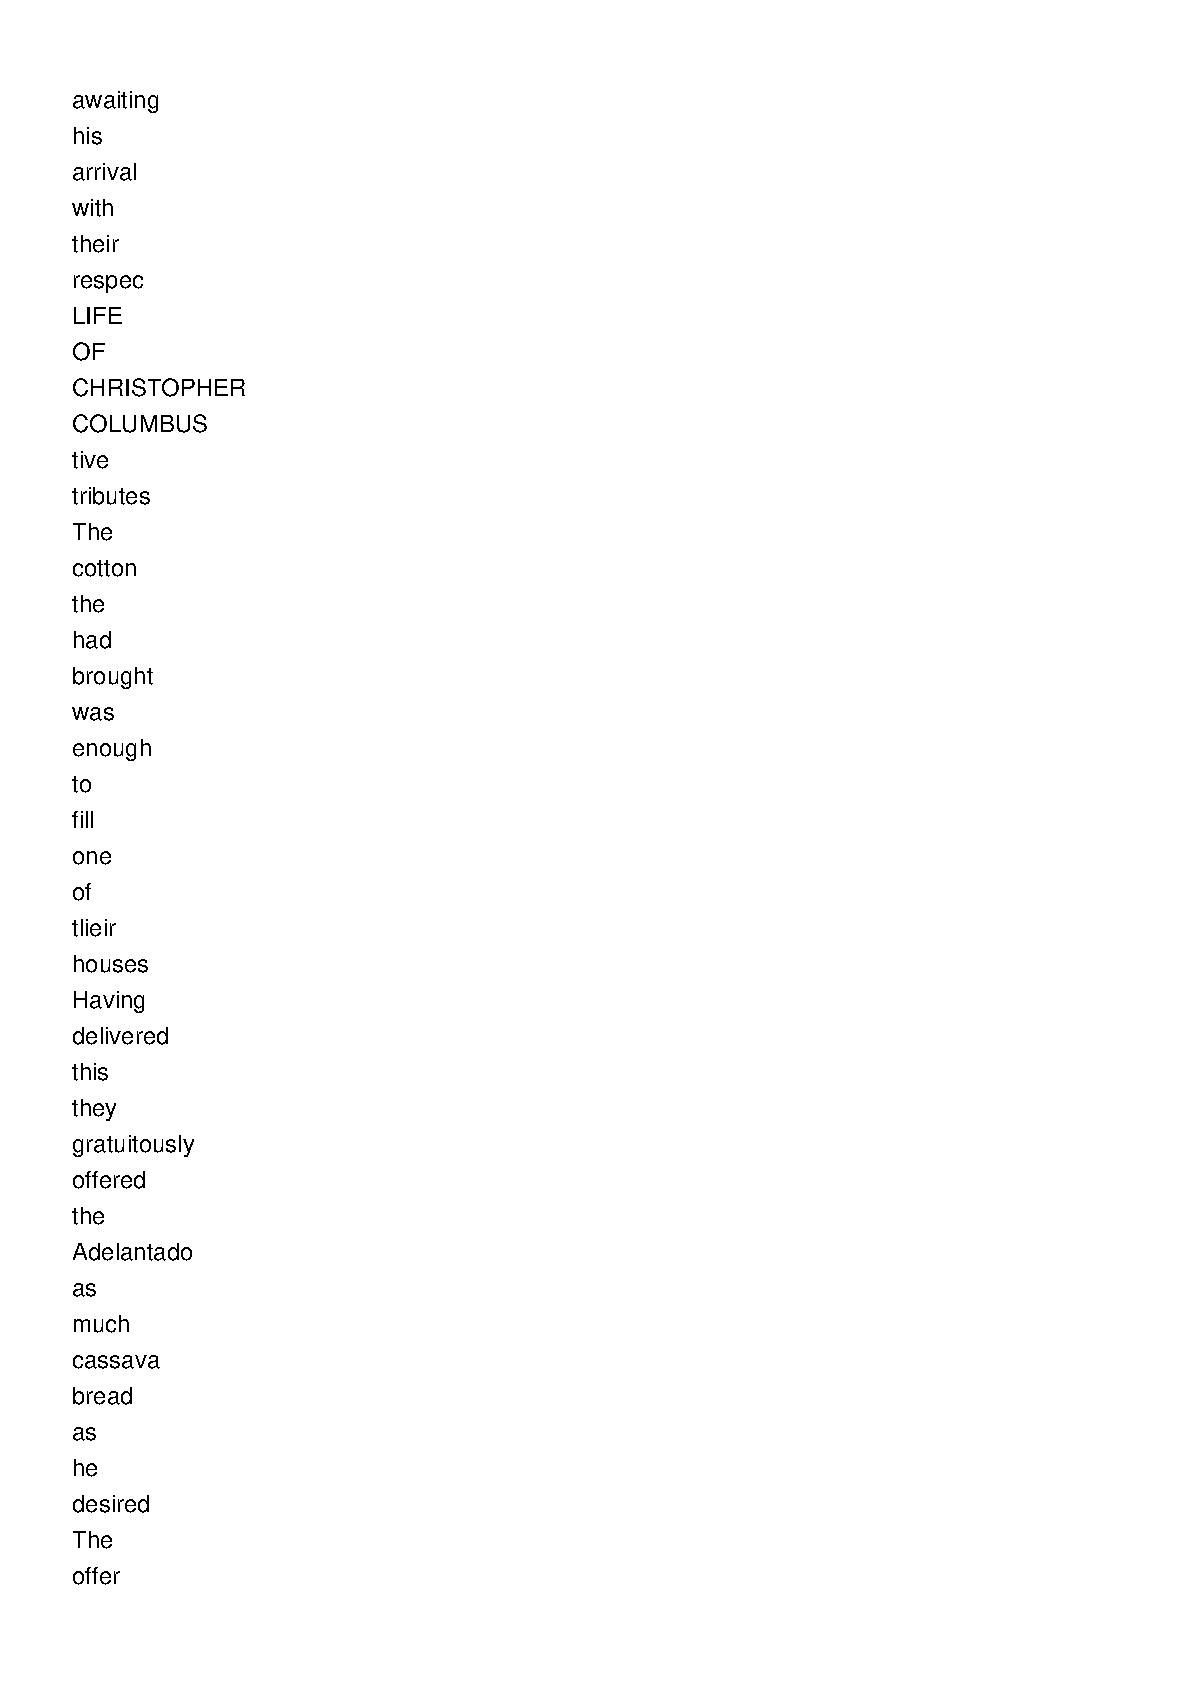 awaiting
his
arrival
with
their
respec
LIFE
OF
CHRISTOPHER
COLUMBUS
tive
tributes
The
cotton
the
had
brought
was
enough
to
fill
one
of
tlieir
houses
Having
delivered
this
they
gratuitously
offered
the
Adelantado
as
much
cassava
bread
as
he
desired
The
offer